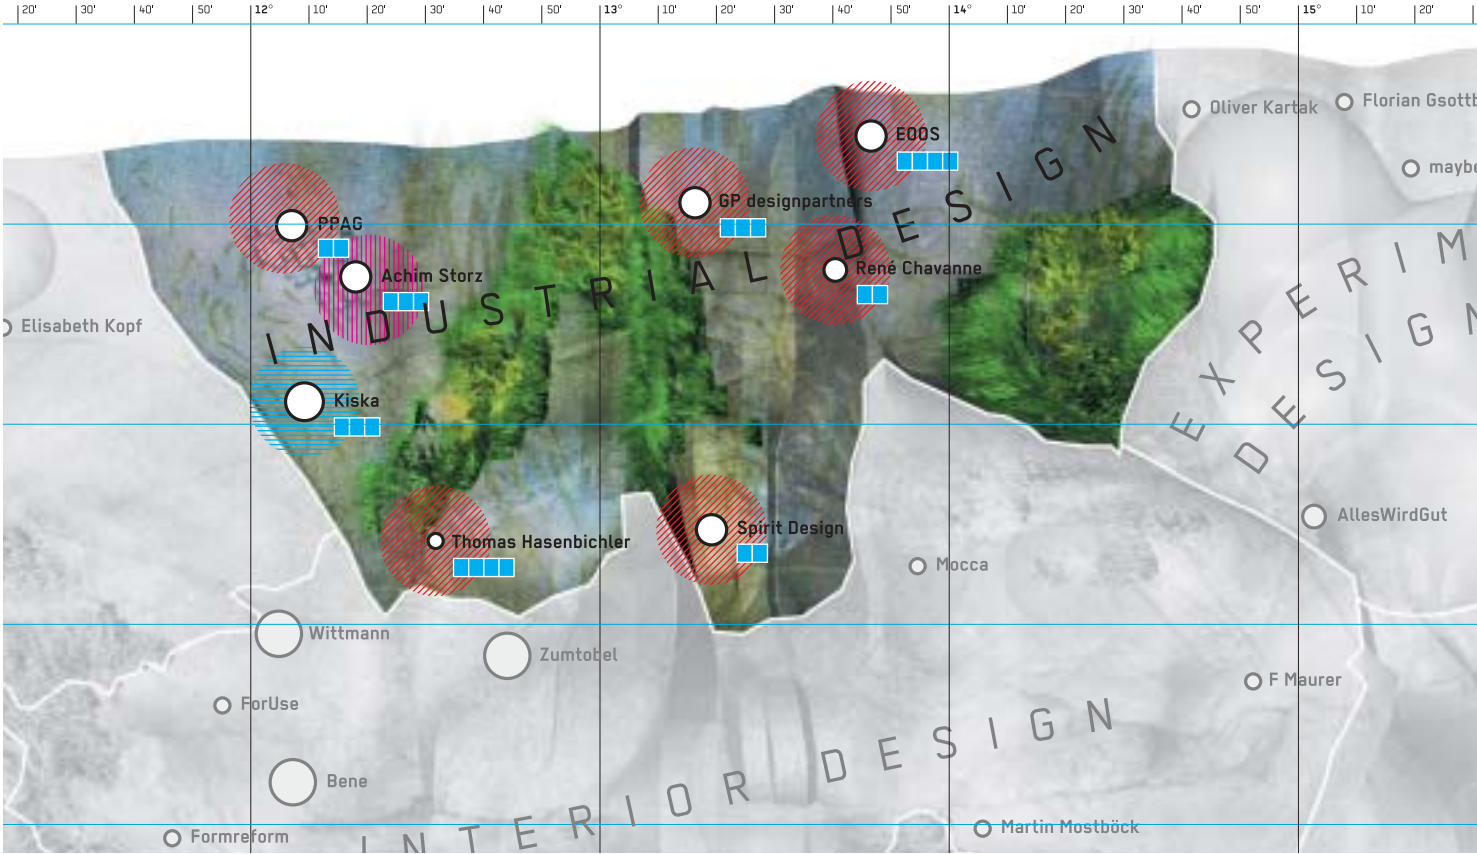 20' 30' 40' 50' 12° 10' 20' 30' 40' 50' 13° 10' 20' 30' 40' 50' 14° 10' 20' 30' 40' 50' 15° 10' 20'
Oliver Kartak
Florian Gsottb
EOOS
maybe
GP designpartners
PPAG
René Chavanne
Achim Storz
Elisabeth Kopf
INDUSTRIAL DESIGN
EXPERIM
DESIGN
Kiska
AllesWirdGut
Spirit Design
Thomas Hasenbichler
Mocca
Wittmann
Zumtobel
F Maurer
ForUse
INTERIOR DESIGN
Bene
Martin Mostböck
Formreform